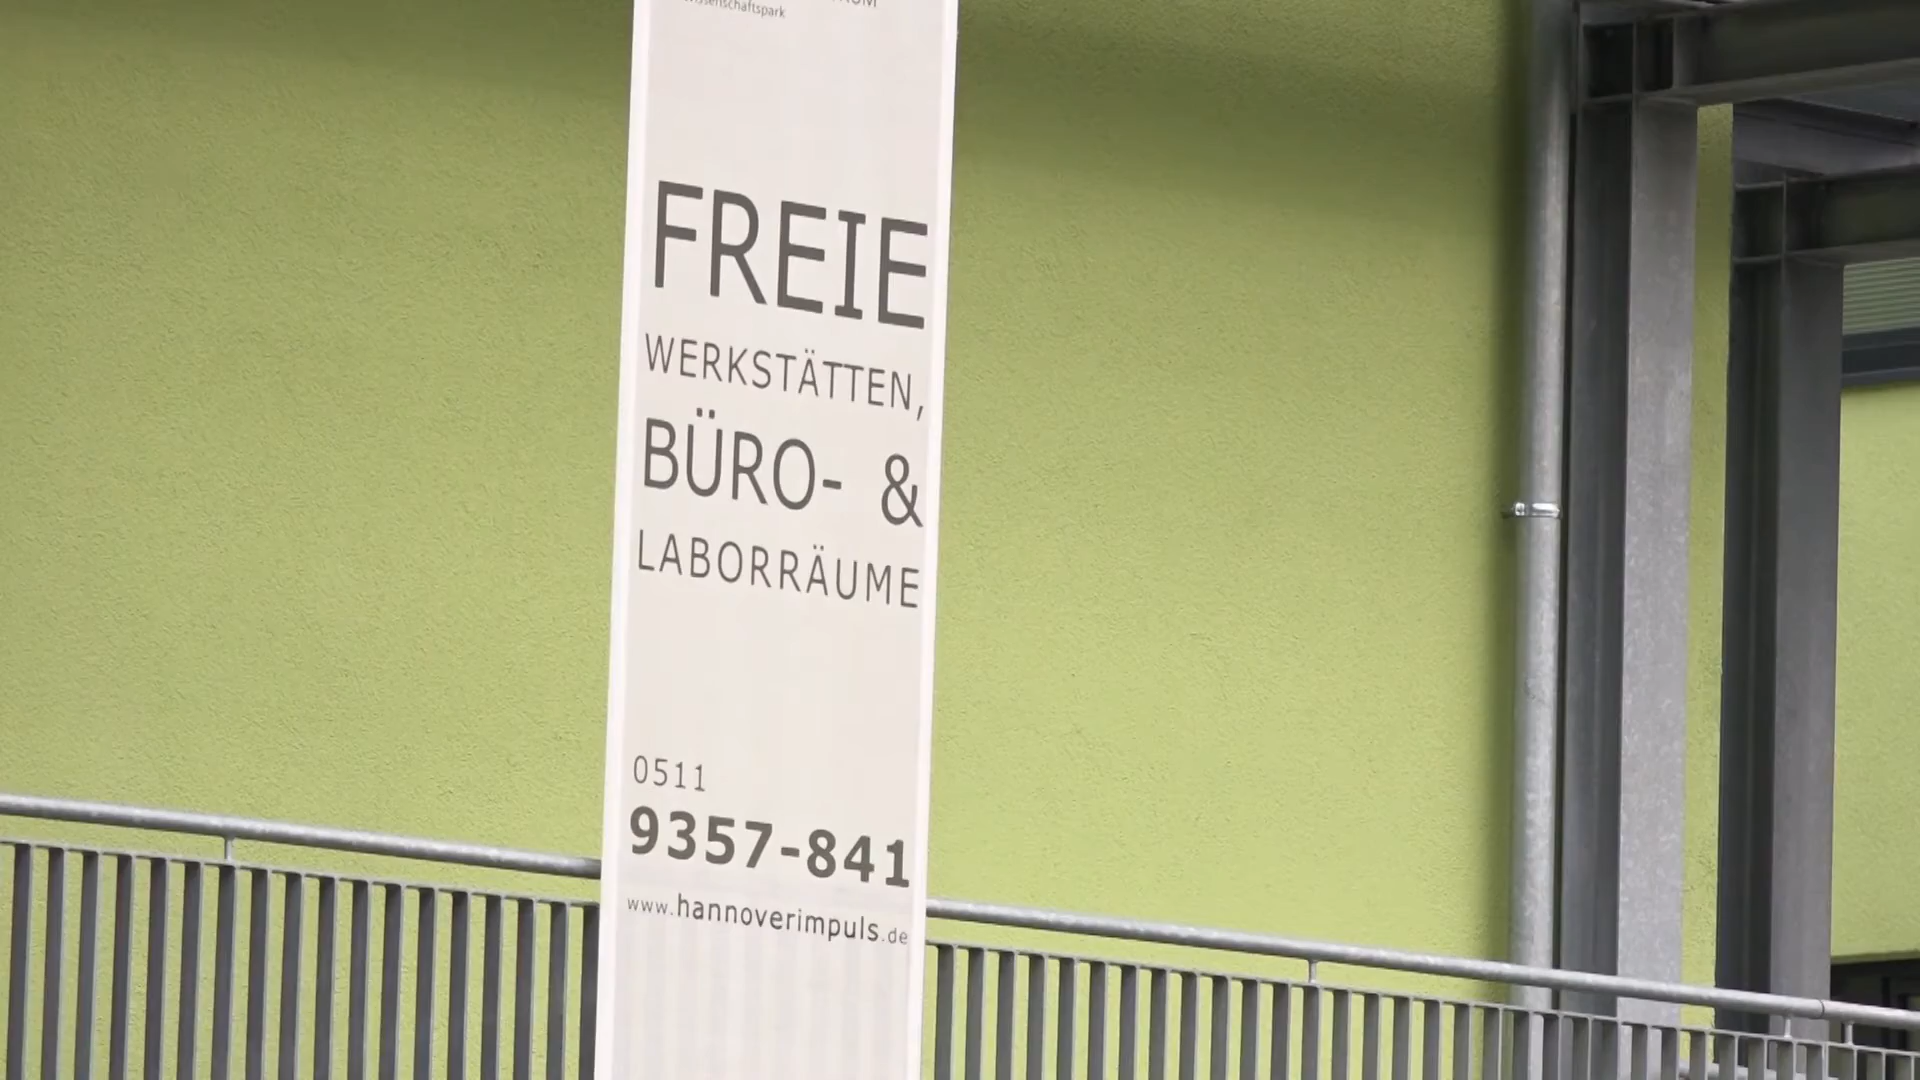 FREIE
WERKSTÄTTEN,
BÜRO- &
LABORRÄUME
0511
9357-841
www.hannoverimpuls.de